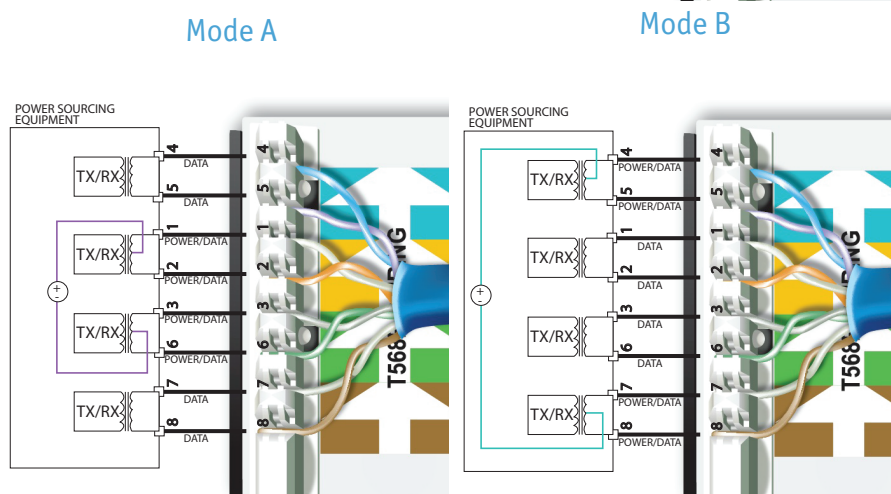 Mode A
POWER SOURCING
EQUIPMENT
TX/RX
4
DATA
5
DATA
TX/RX
1
POWER/DATA
2
POWER/DATA
+
-
TX/RX
3
POWER/DATA
6
POWER/DATA
TX/RX
7
DATA
8
DATA
4
5
1
2
3
6
7
8
T568
NG
Mode B
POWER SOURCING
EQUIPMENT
TX/RX
4
POWER/DATA
5
POWER/DATA
TX/RX
1
DATA
2
DATA
+
-
TX/RX
3
DATA
6
DATA
TX/RX
7
POWER/DATA
8
POWER/DATA
4
5
1
2
3
6
7
8
T568
NG